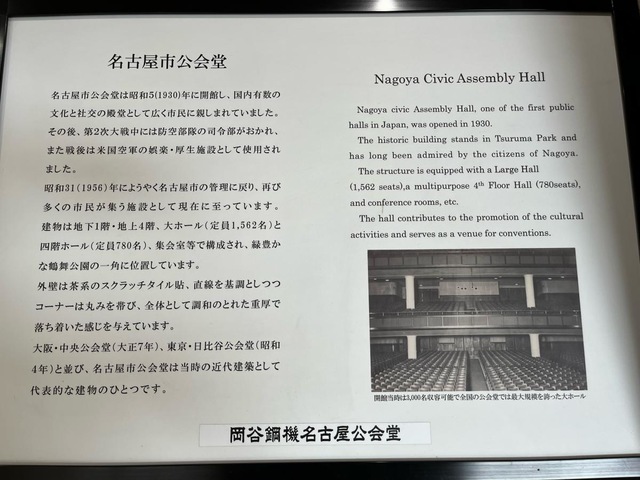 名古屋市公会堂
名古屋市公会堂は昭和5(1930)年に開館し、国内有数の
文化と社交の殿堂として広く市民に親しまれていました。
その後、第2次大戦中には防空部隊の司令部がおかれ、
また戦後は米国空軍の娯楽・厚生施設として使用され
ました。
昭和31(1956)年にようやく名古屋市の管理に戻り、再び
多くの市民が集う施設として現在に至っています。
建物は地下1階・地上4階、大ホール(定員1,562名)と
四階ホール(定員780名)、集会室等で構成され、緑豊か
な鶴舞公園の一角に位置しています。
外壁は茶系のスクラッチタイル貼、直線を基調としつつ
コーナーは丸みを帯び、全体として調和のとれた重厚で
落ち着いた感じを与えています。
大阪・中央公会堂(大正7年)、東京・日比谷公会堂(昭和
4年)と並び、名古屋市公会堂は当時の近代建築として
代表的な建物のひとつです。
Nagoya Civic Assembly Hall
Nagoya civic Assembly Hall, one of the first public
halls in Japan, was opened in 1930.
The historic building stands in Tsuruma Park and
has long been admired by the citizens of Nagoya.
The structure is equipped with a Large Hall
(1,562 seats),a multipurpose 4th Floor Hall (780seats),
and conference rooms, etc.
The hall contributes to the promotion of the cultural
activities and serves as a venue for conventions.
開館当時は3,000名収容可能で全国の公会堂では最大規模を誇った大ホール
岡谷鋼機名古屋公会堂